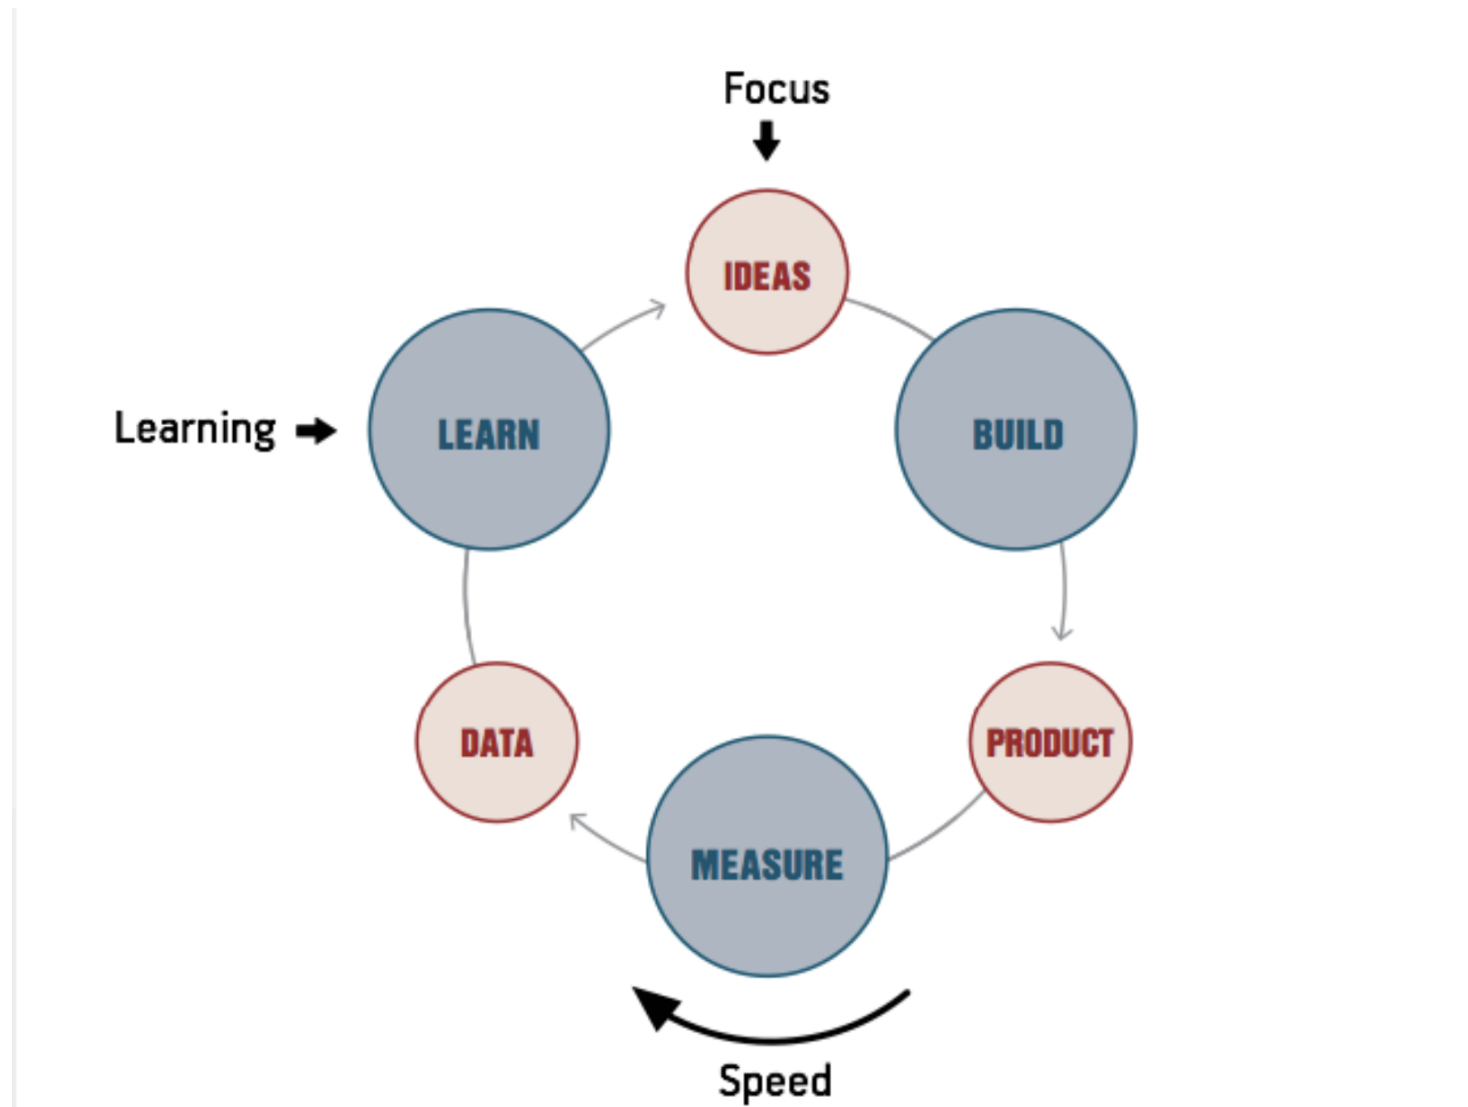 Focus
IDEAS
LEARN
BUILD
Learning
DATA
PRODUCT
MEASURE
Speed